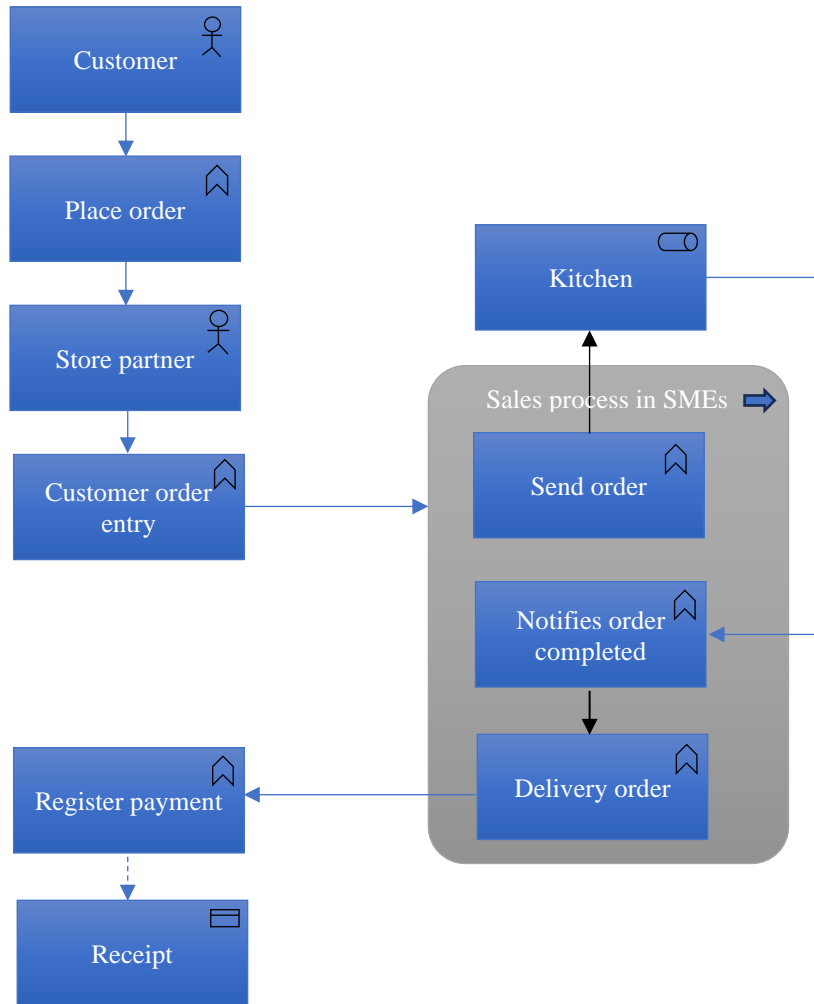 Customer
Place order
Store partner
Customer order
entry
Kitchen
Sales process in SMEs
Send order
Notifies order
completed
Delivery order
Register payment
Receipt